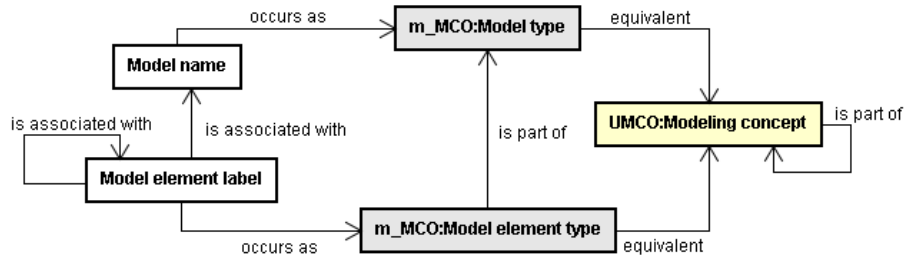 occurs as
equivalent
m_MCO:Model type
Model name
is associated with
is associated with
is part of
UMCO:Modeling concept
is part of
Model element label
m_MCO:Model element type
occurs as
equivalent